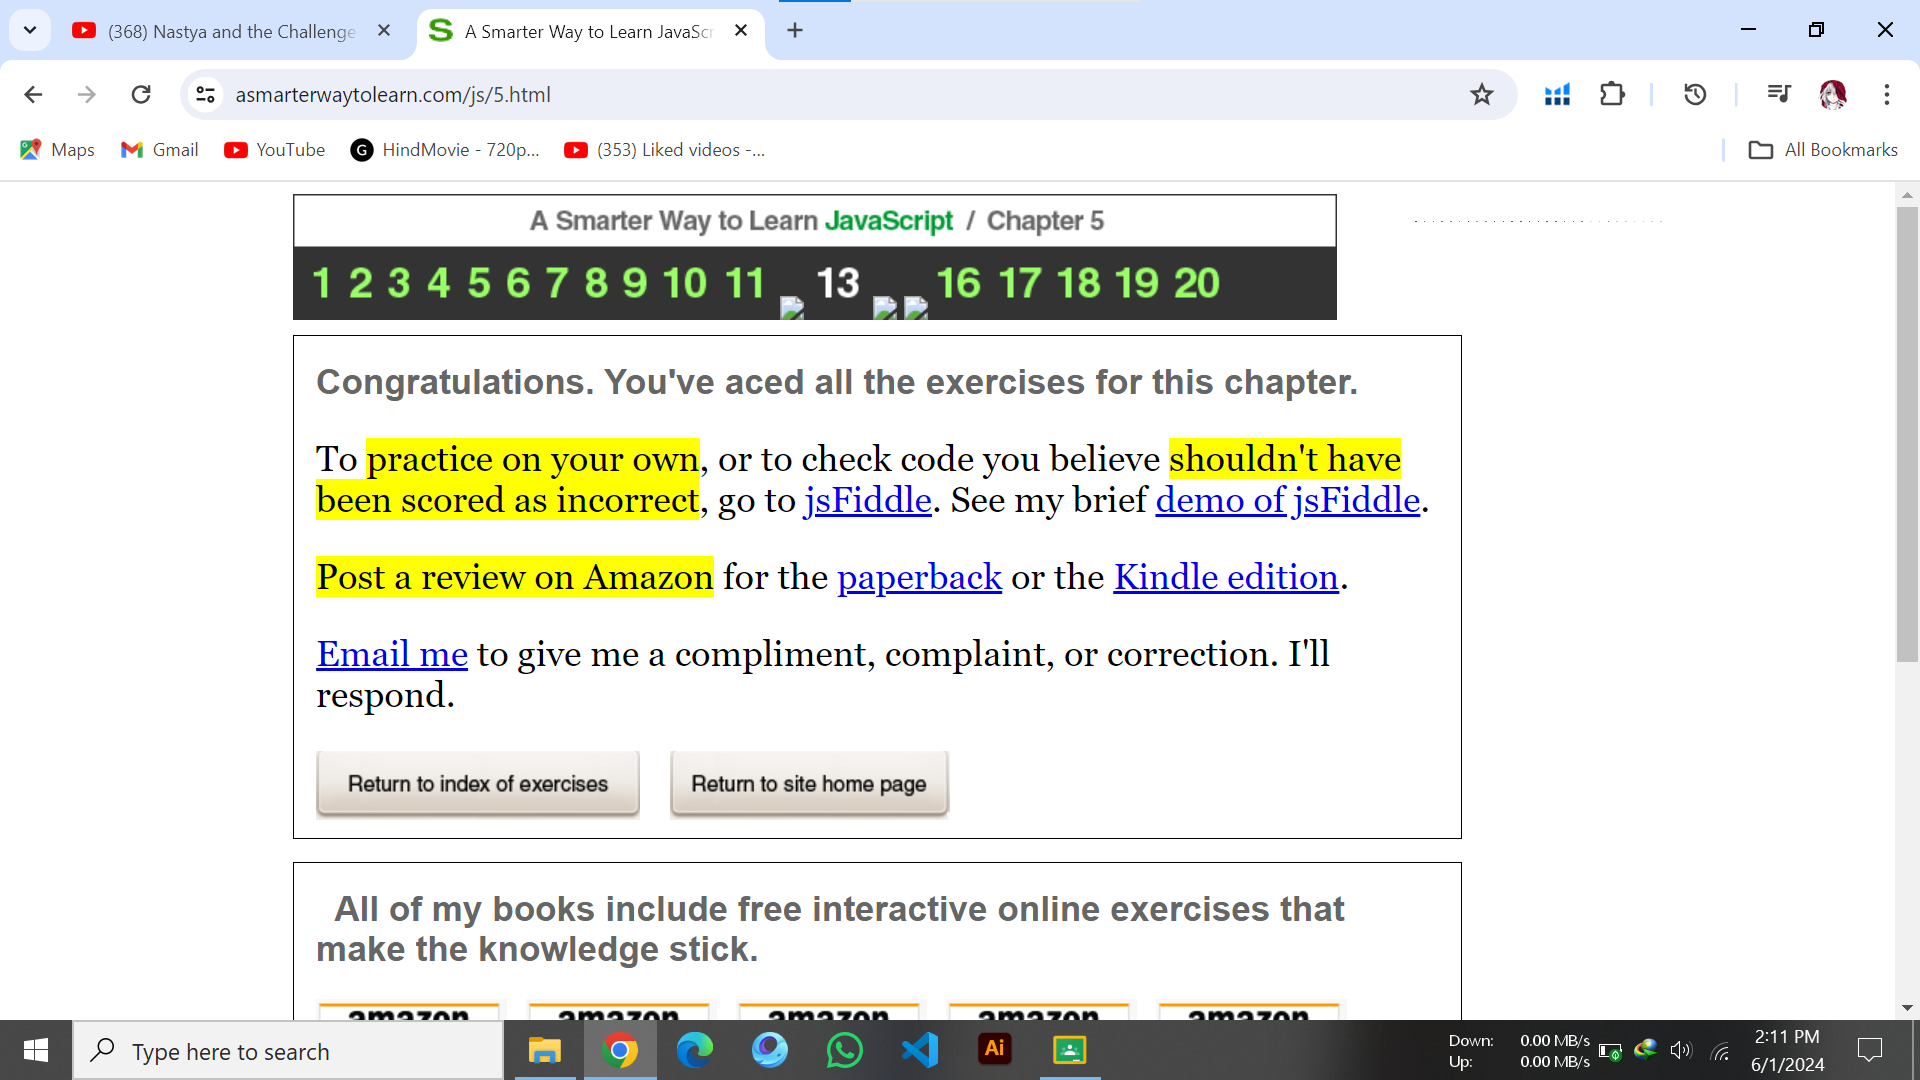 (368) Nastya and the Challenge
A Smarter Way to Learn JavaScr
asmarterwaytolearn.com/js/5.html
Maps
Gmail
YouTube
HindMovie - 720p...
(353) Liked videos -...
All Bookmarks
A Smarter Way to Learn JavaScript / Chapter 5
1 2 3 4 5 6 7 8 9 10 11 13 16 17 18 19 20
Congratulations. You've aced all the exercises for this chapter.
To practice on your own, or to check code you believe shouldn't have
been scored as incorrect, go to jsFiddle. See my brief demo of jsFiddle.
Post a review on Amazon for the paperback or the Kindle edition.
Email me to give me a compliment, complaint, or correction. I'll
respond.
Return to index of exercises
Return to site home page
All of my books include free interactive online exercises that
make the knowledge stick.
amazon amazon amazon amazon amazon
Type here to search
Ai
Down: 0.00 MB/s
Up: 0.00 MB/s
2:11 PM
6/1/2024